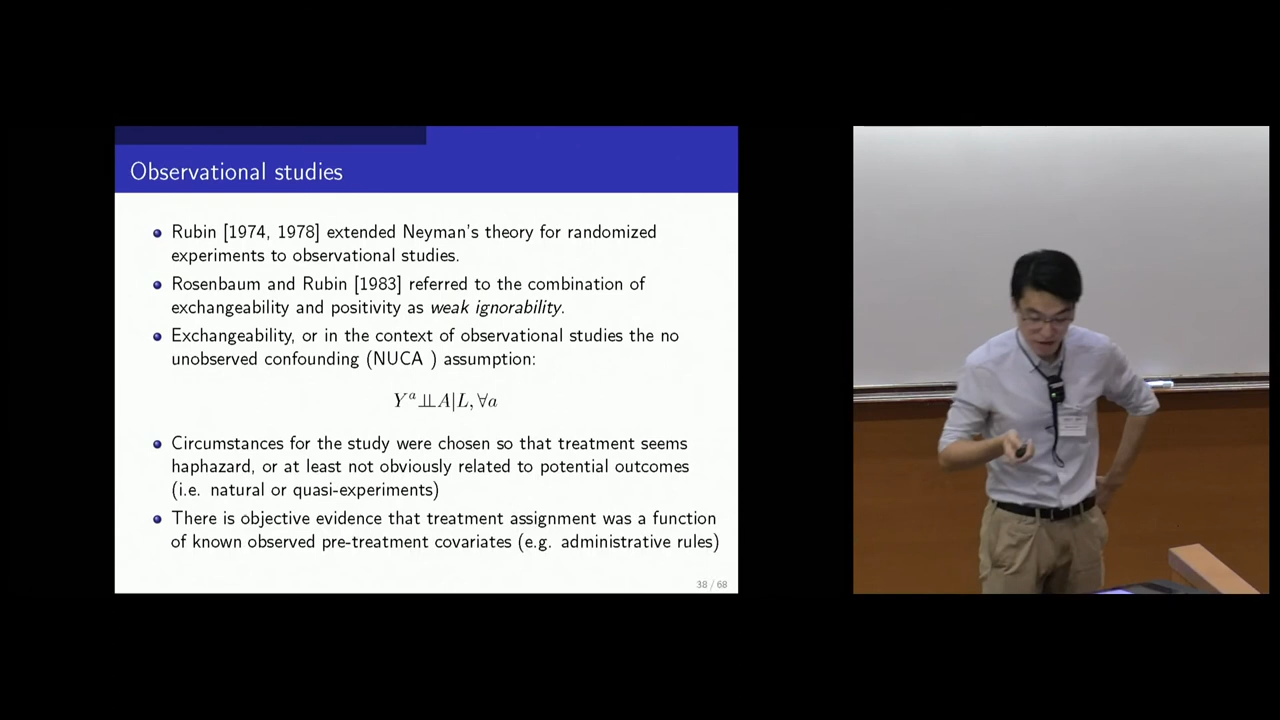 Observational studies
Rubin [1974, 1978] extended Neyman's theory for randomized
experiments to observational studies.
Rosenbaum and Rubin [1983] referred to the combination of
exchangeability and positivity as weak ignorability.
Exchangeability, or in the context of observational studies the no
unobserved confounding (NUCA ) assumption:
Y^a ⫫ A|L, ∀a
Circumstances for the study were chosen so that treatment seems
haphazard, or at least not obviously related to potential outcomes
(i.e. natural or quasi-experiments)
There is objective evidence that treatment assignment was a function
of known observed pre-treatment covariates (e.g. administrative rules)
38 / 68